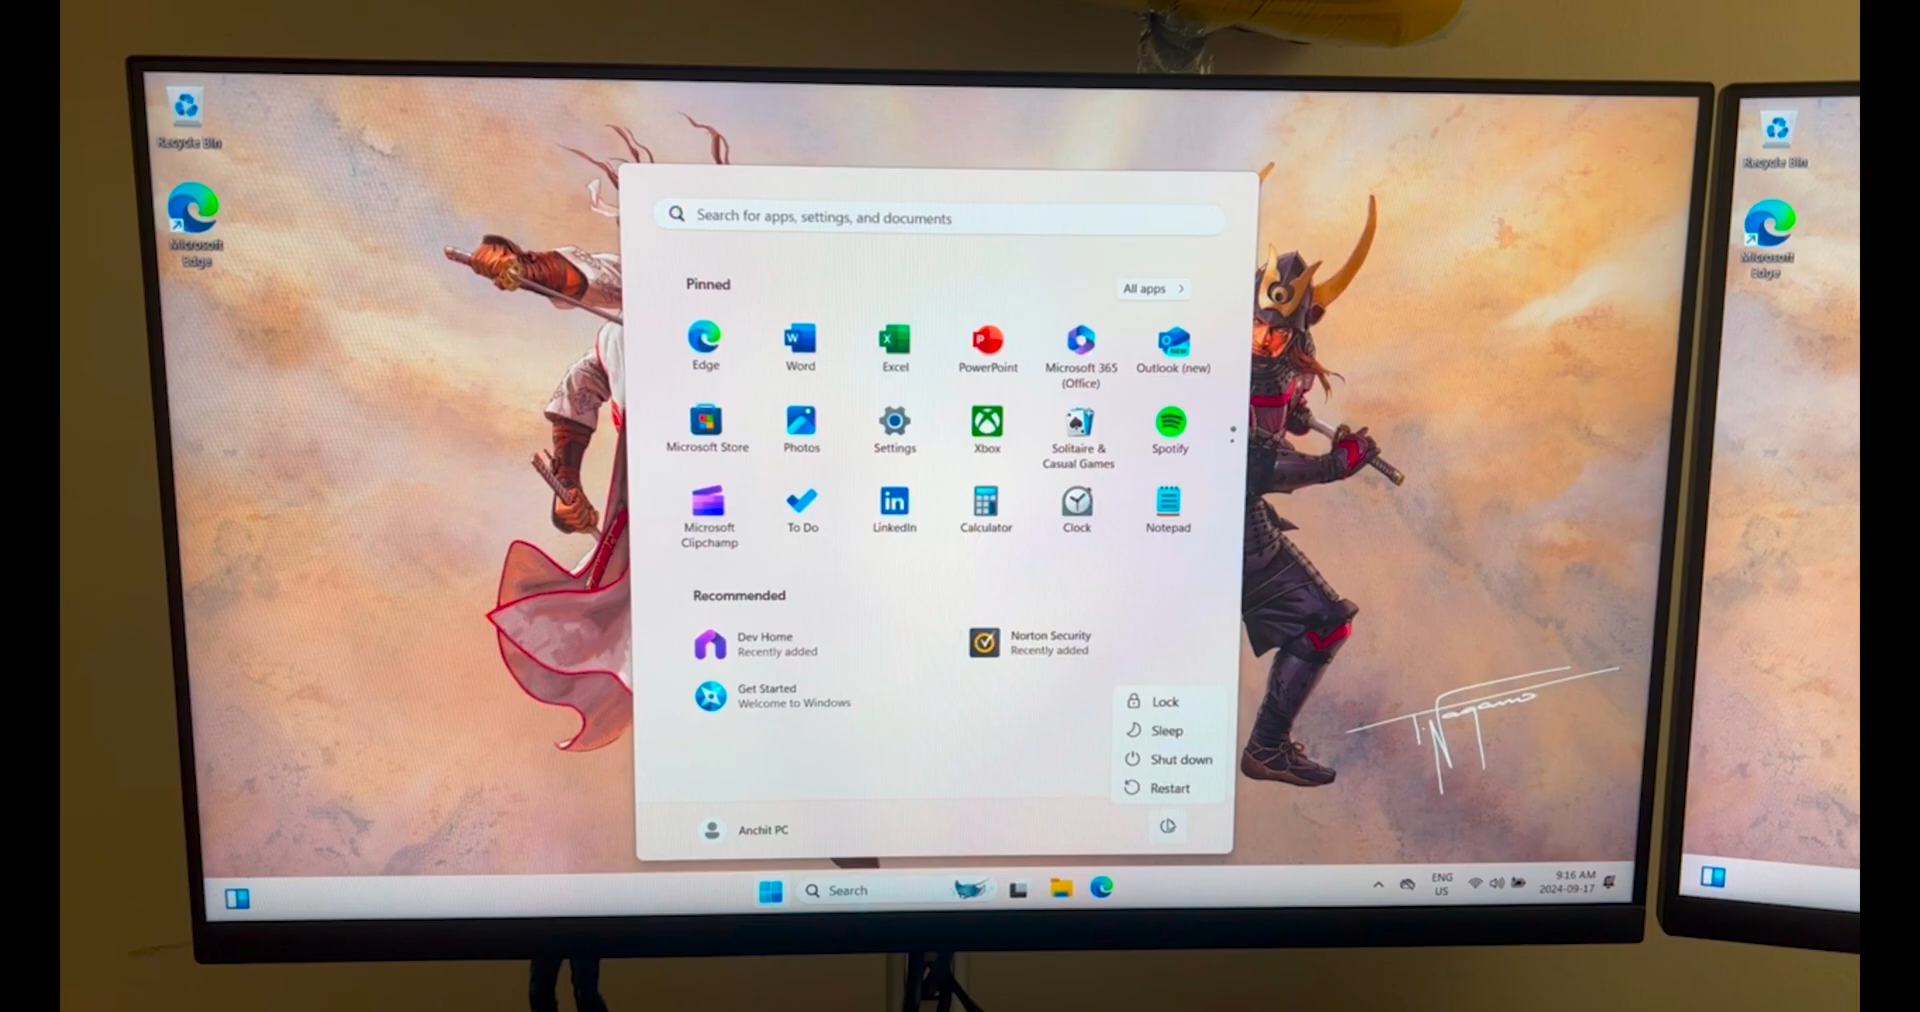 Recycle Bin
Microsoft
Edge
Search for apps, settings, and documents
Pinned
All apps
Edge
Word
Excel
PowerPoint
Microsoft 365
(Office)
Outlook (new)
Microsoft Store
Photos
Settings
Xbox
Solitaire &
Casual Games
Spotify
Microsoft
Clipchamp
To Do
LinkedIn
Calculator
Clock
Notepad
Recommended
Dev Home
Recently added
Norton Security
Recently added
Get Started
Welcome to Windows
Lock
Sleep
Shut down
Restart
Anchit PC
T. Nagano
Search
ENG
US
9:16 AM
2024-09-17
Recycle Bin
Microsoft
Edge